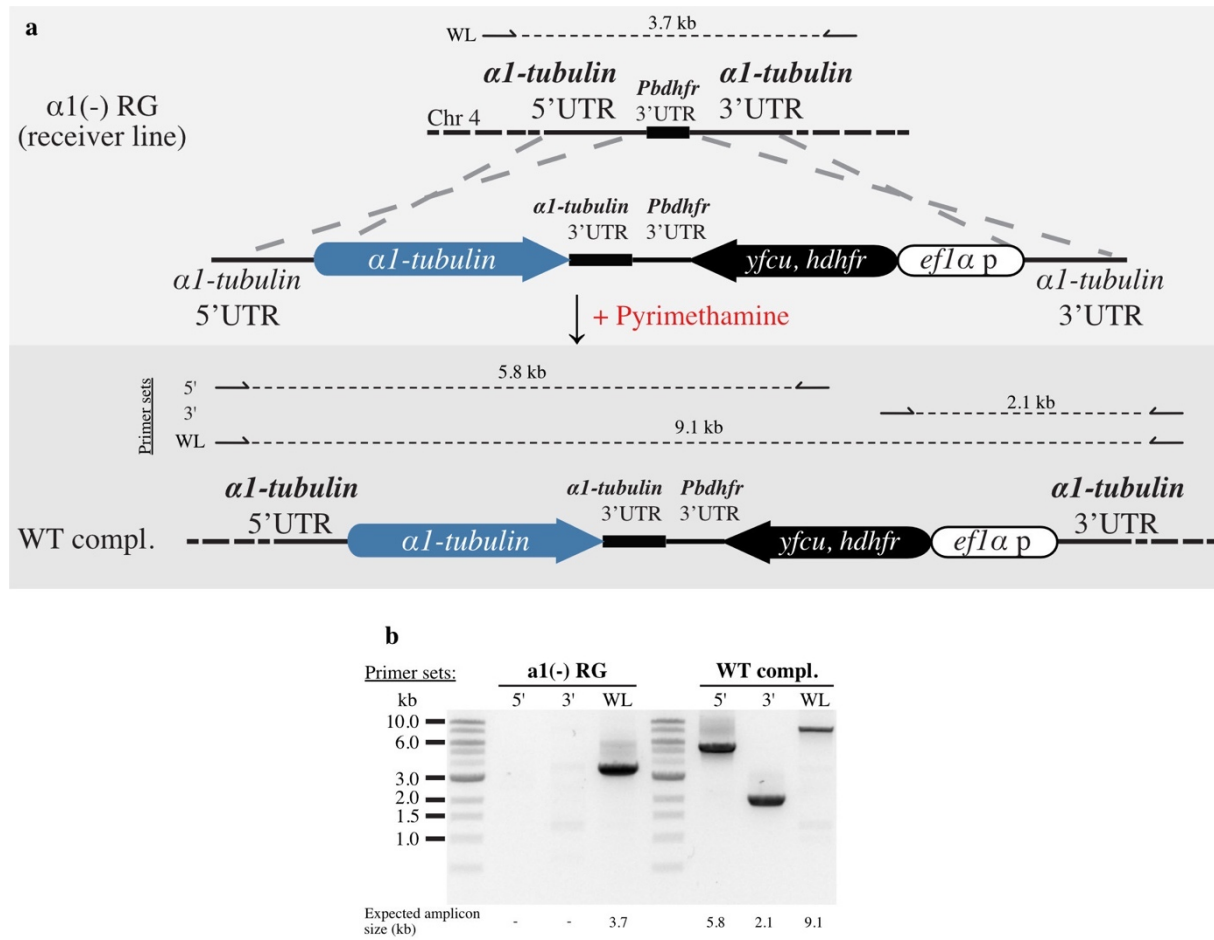 a
WL 3.7 kb
α1-tubulin Pbdhfr α1-tubulin
5'UTR 3'UTR 3'UTR
α1(-) RG
(receiver line)
Chr 4
α1-tubulin Pbdhfr
3'UTR 3'UTR
α1-tubulin yfcu, hdhfr ef1α p
α1-tubulin α1-tubulin
5'UTR 3'UTR
+ Pyrimethamine
Primer sets
5' 5.8 kb
3' 2.1 kb
WL 9.1 kb
α1-tubulin α1-tubulin Pbdhfr α1-tubulin
5'UTR 3'UTR 3'UTR 3'UTR
WT compl. α1-tubulin yfcu, hdhfr ef1α p
b
Primer sets: a1(-) RG WT compl.
kb 5' 3' WL 5' 3' WL
10.0
6.0
3.0
2.0
1.5
1.0
Expected amplicon
size (kb) - - 3.7 5.8 2.1 9.1